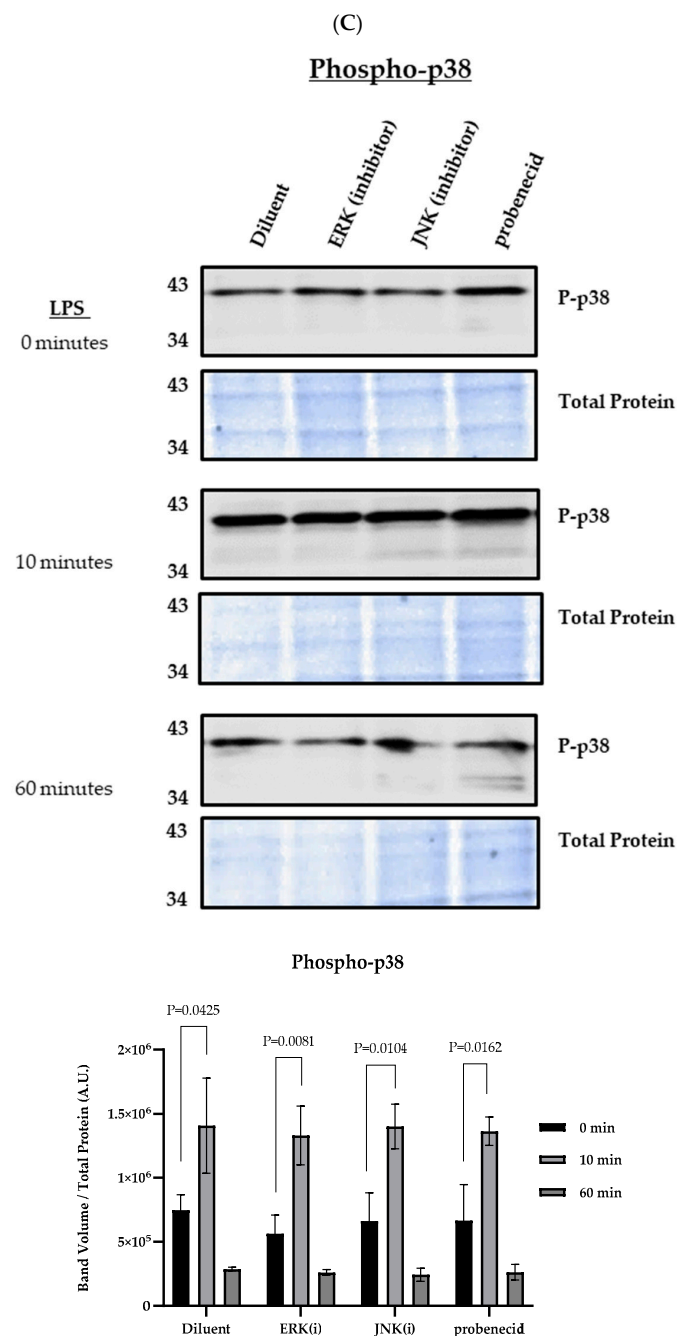 (C)
Phospho-p38
Diluent
ERK (inhibitor)
JNK (inhibitor)
probenecid
LPS
0 minutes
43
34
P-p38
43
34
Total Protein
10 minutes
43
34
P-p38
43
34
Total Protein
60 minutes
43
34
P-p38
43
34
Total Protein
Phospho-p38
P=0.0425
P=0.0081
P=0.0104
P=0.0162
Band Volume / Total Protein (A.U.)
2×10⁶
1.5×10⁶
1×10⁶
5×10⁵
0
0 min
10 min
60 min
Diluent
ERK(i)
JNK(i)
probenecid